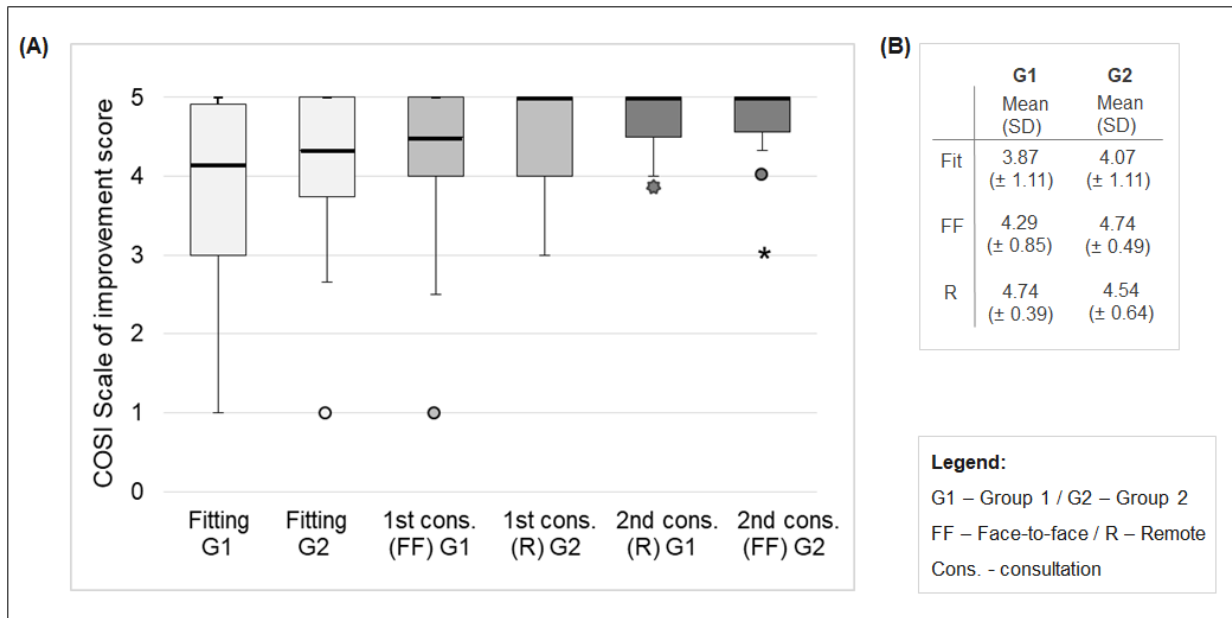 (A)
COSI Scale of improvement score
5
4
3
2
1
0
Fitting
G1
Fitting
G2
1st cons.
(FF) G1
1st cons.
(R) G2
2nd cons.
(R) G1
2nd cons.
(FF) G2
*
(B)
G1 G2
Mean Mean
(SD) (SD)
Fit 3.87 4.07
(± 1.11) (± 1.11)
FF 4.29 4.74
(± 0.85) (± 0.49)
R 4.74 4.54
(± 0.39) (± 0.64)
Legend:
G1 – Group 1 / G2 – Group 2
FF – Face-to-face / R – Remote
Cons. - consultation